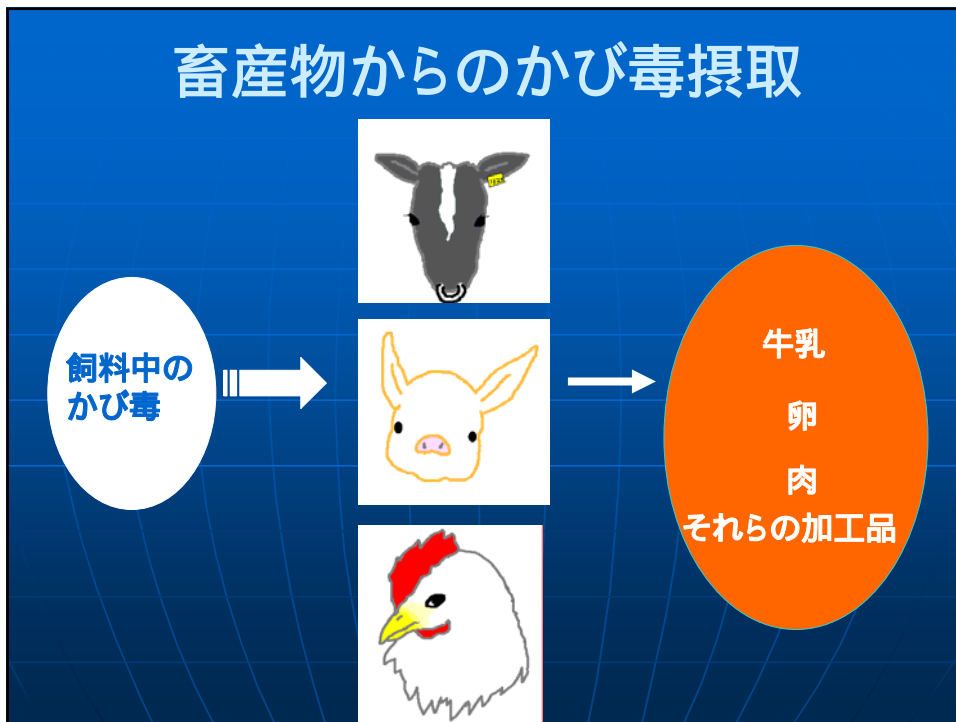 畜産物からのかび毒摂取
飼料中の
かび毒
牛乳
卵
肉
それらの加工品